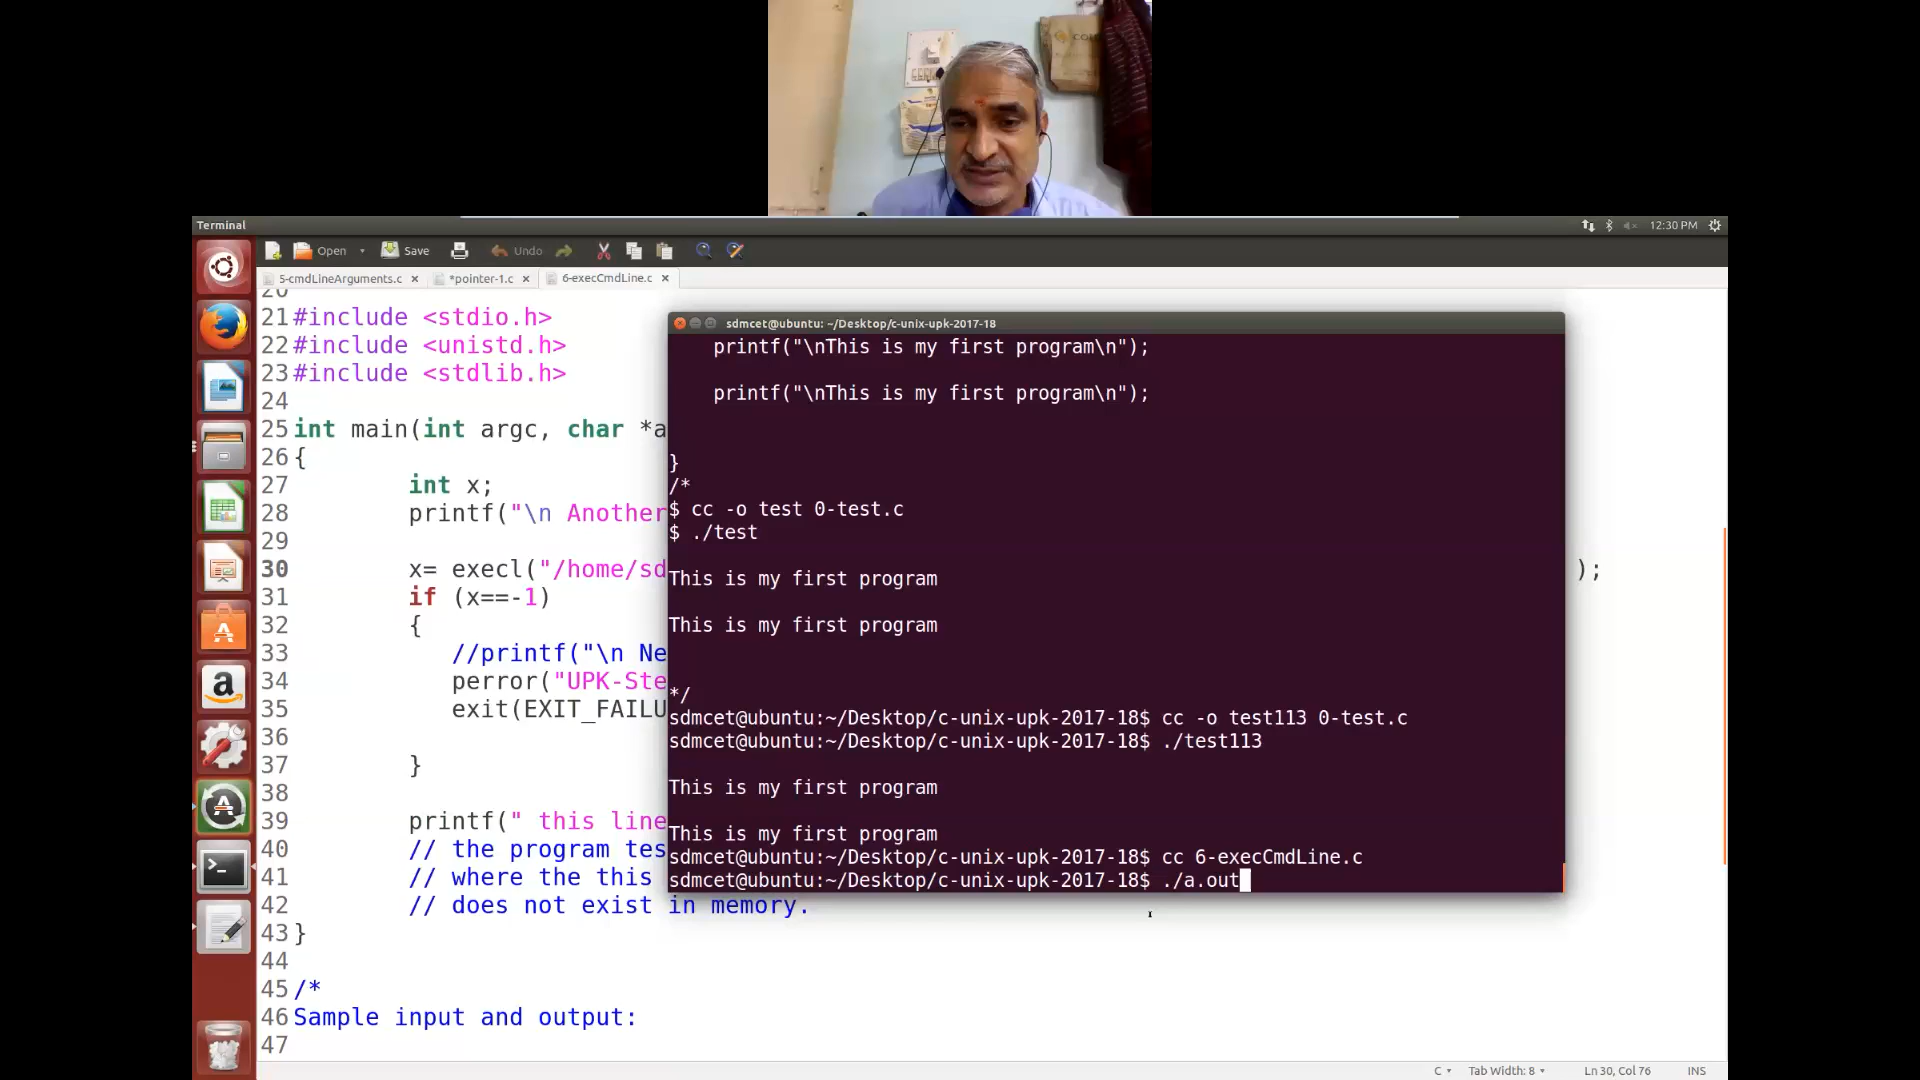 Terminal
12:30 PM
Open
Save
Undo
5-cmdLineArguments.c
*pointer-1.c
6-execCmdLine.c
20
21 #include <stdio.h>
22 #include <unistd.h>
23 #include <stdlib.h>
24
25 int main(int argc, char *a
26 {
27 int x;
28 printf("\n Another
29
30 x= execl("/home/sd
);
31 if (x==-1)
32 {
33 //printf("\n Ne
34 perror("UPK-Ste
35 exit(EXIT_FAILU
36
37 }
38
39 printf(" this line
40 // the program tes
41 // where the this
42 // does not exist in memory.
43 }
44
45 /*
46 Sample input and output:
47
sdmcet@ubuntu: ~/Desktop/c-unix-upk-2017-18
printf("\nThis is my first program\n");
printf("\nThis is my first program\n");
}
/*
$ cc -o test 0-test.c
$ ./test
This is my first program
This is my first program
*/
sdmcet@ubuntu:~/Desktop/c-unix-upk-2017-18$ cc -o test113 0-test.c
sdmcet@ubuntu:~/Desktop/c-unix-upk-2017-18$ ./test113
This is my first program
This is my first program
sdmcet@ubuntu:~/Desktop/c-unix-upk-2017-18$ cc 6-execCmdLine.c
sdmcet@ubuntu:~/Desktop/c-unix-upk-2017-18$ ./a.out
C
Tab Width: 8
Ln 30, Col 76
INS